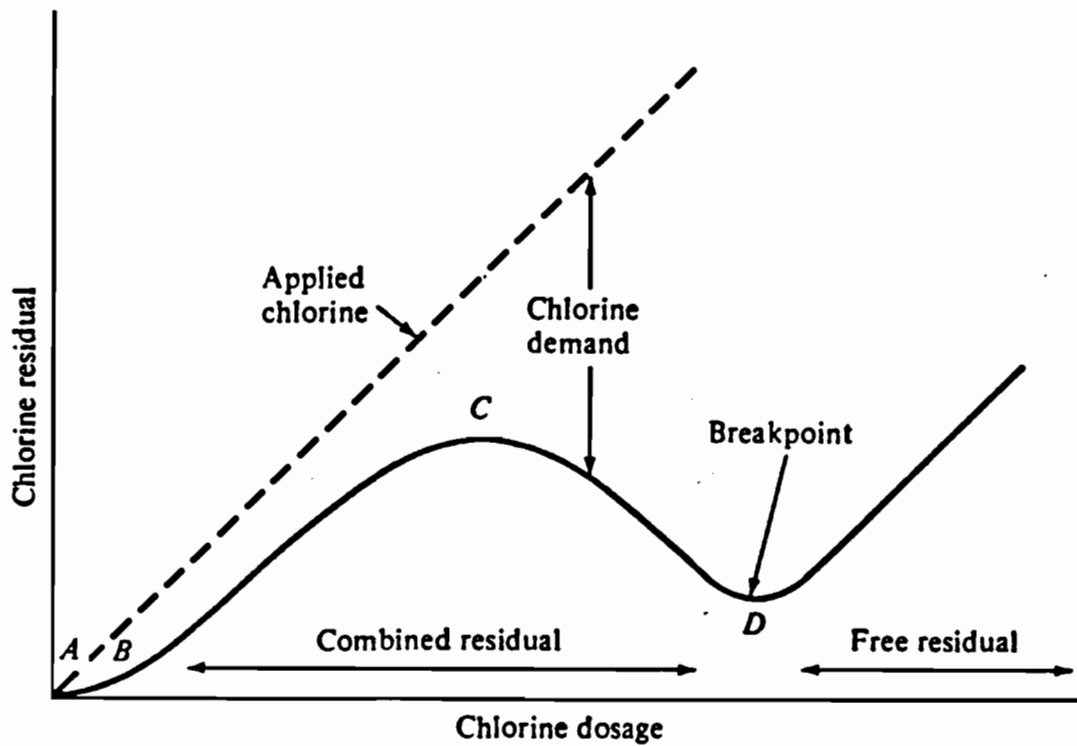 Chlorine residual
Applied
chlorine
Chlorine
demand
C
Breakpoint
A
B
Combined residual
D
Free residual
Chlorine dosage